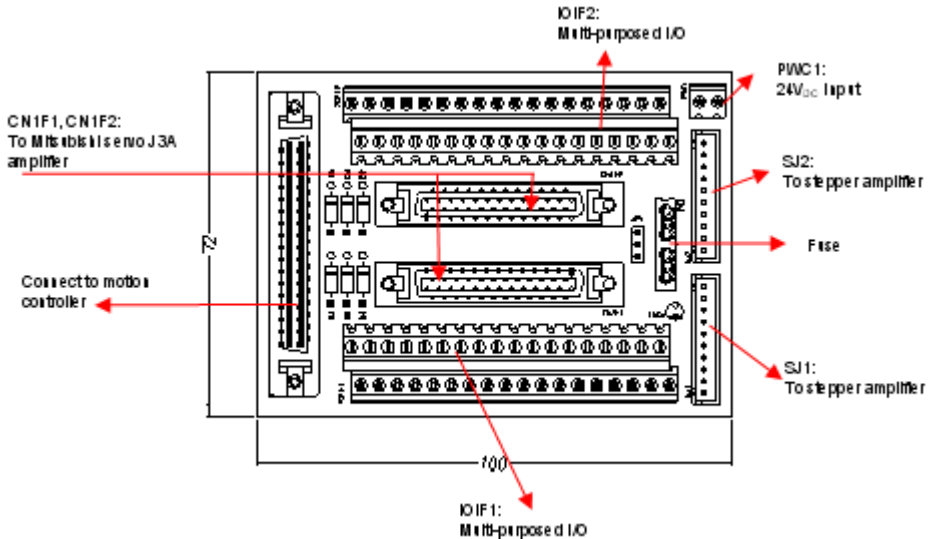 IOIF2:
Multi-purposed I/O
PWC1:
24VDC Input
CN1F1, CN1F2:
To Mitsubishi servo J3A
amplifier
SJ2:
To stepper amplifier
72
Fuse
Connect to motion
controller
SJ1:
To stepper amplifier
100
IOIF1:
Multi-purposed I/O